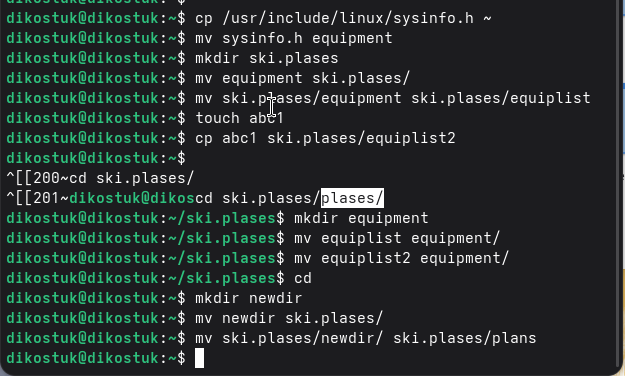 dikostuk@dikostuk:~$ cp /usr/include/linux/sysinfo.h ~
dikostuk@dikostuk:~$ mv sysinfo.h equipment
dikostuk@dikostuk:~$ mkdir ski.plases
dikostuk@dikostuk:~$ mv equipment ski.plases/
dikostuk@dikostuk:~$ mv ski.plases/equipment ski.plases/equiplist
dikostuk@dikostuk:~$ touch abc1
dikostuk@dikostuk:~$ cp abc1 ski.plases/equiplist2
dikostuk@dikostuk:~$
^[[200~cd ski.plases/
^[[201~dikostuk@dikoscd ski.plases/plases/
dikostuk@dikostuk:~/ski.plases$ mkdir equipment
dikostuk@dikostuk:~/ski.plases$ mv equiplist equipment/
dikostuk@dikostuk:~/ski.plases$ mv equiplist2 equipment/
dikostuk@dikostuk:~/ski.plases$ cd
dikostuk@dikostuk:~$ mkdir newdir
dikostuk@dikostuk:~$ mv newdir ski.plases/
dikostuk@dikostuk:~$ mv ski.plases/newdir/ ski.plases/plans
dikostuk@dikostuk:~$